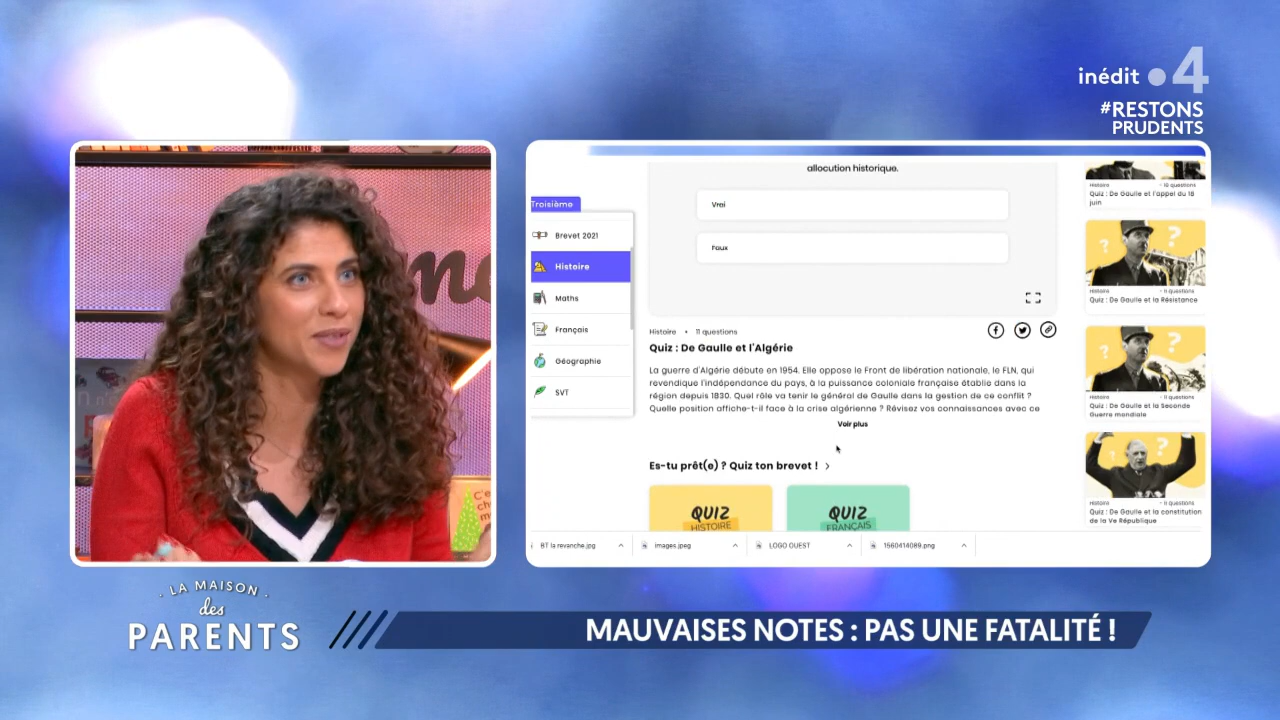 inédit 4
#RESTONS
PRUDENTS
allocution historique.
Vrai
Faux
Troisième
Brevet 2021
Histoire
Maths
Français
Géographie
SVT
Histoire • 11 questions
Quiz : De Gaulle et l'Algérie
La guerre d'Algérie débute en 1954. Elle oppose le Front de libération nationale, le FLN, qui
revendique l'indépendance du pays, à la puissance coloniale française établie dans la
région depuis 1830. Quel rôle va tenir le général de Gaulle dans la gestion de ce conflit ?
Quelle position affiche-t-il face à la crise algérienne ? Révisez vos connaissances avec ce
Voir plus
Es-tu prêt(e) ? Quiz ton brevet ! >
QUIZ
HISTOIRE
QUIZ
FRANÇAIS
Histoire
Quiz : De Gaulle et l'appel du 18
juin
Histoire • 11 questions
Quiz : De Gaulle et la Résistance
Histoire • 11 questions
Quiz : De Gaulle et la Seconde
Guerre mondiale
Histoire • 11 questions
Quiz : De Gaulle et la constitution
de la Ve République
BT la revanche.jpg
images.jpeg
LOGO OUEST
1560414089.png
· LA MAISON ·
des
PARENTS
MAUVAISES NOTES : PAS UNE FATALITÉ !